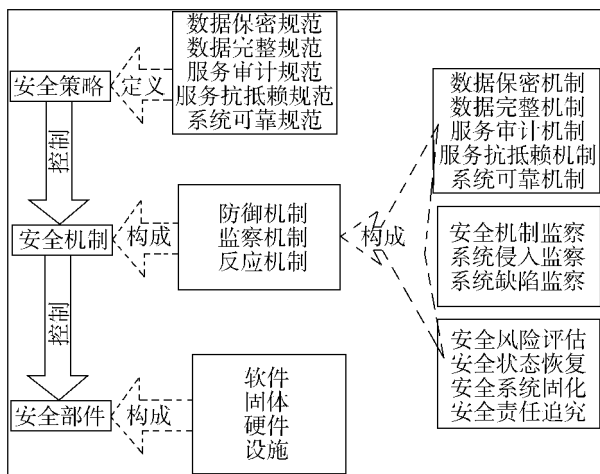 数据保密规范
数据完整规范
服务审计规范
服务抗抵赖规范
系统可靠规范
安全策略
定义
控制
数据保密机制
数据完整机制
服务审计机制
服务抗抵赖机制
系统可靠机制
安全机制
构成
防御机制
监察机制
反应机制
构成
安全机制监察
系统侵入监察
系统缺陷监察
控制
安全风险评估
安全状态恢复
安全系统固化
安全责任追究
安全部件
构成
软件
固体
硬件
设施